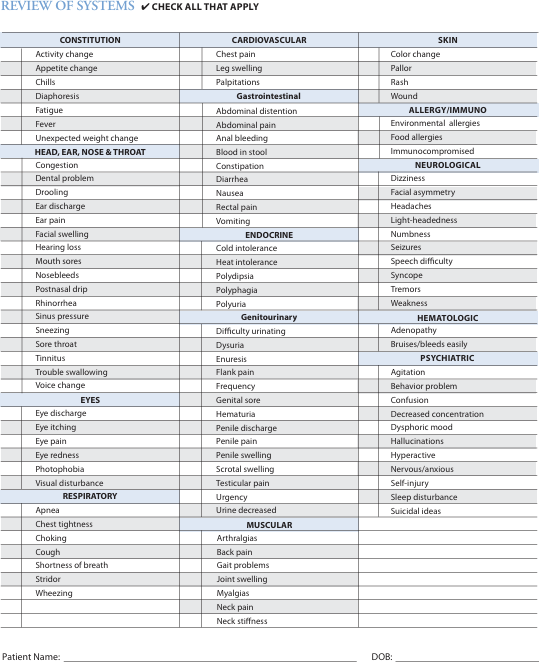 REVIEW OF SYSTEMS ✔ CHECK ALL THAT APPLY
CONSTITUTION
Activity change
Appetite change
Chills
Diaphoresis
Fatigue
Fever
Unexpected weight change
HEAD, EAR, NOSE & THROAT
Congestion
Dental problem
Drooling
Ear discharge
Ear pain
Facial swelling
Hearing loss
Mouth sores
Nosebleeds
Postnasal drip
Rhinorrhea
Sinus pressure
Sneezing
Sore throat
Tinnitus
Trouble swallowing
Voice change
EYES
Eye discharge
Eye itching
Eye pain
Eye redness
Photophobia
Visual disturbance
RESPIRATORY
Apnea
Chest tightness
Choking
Cough
Shortness of breath
Stridor
Wheezing
CARDIOVASCULAR
Chest pain
Leg swelling
Palpitations
Gastrointestinal
Abdominal distention
Abdominal pain
Anal bleeding
Blood in stool
Constipation
Diarrhea
Nausea
Rectal pain
Vomiting
ENDOCRINE
Cold intolerance
Heat intolerance
Polydipsia
Polyphagia
Polyuria
Genitourinary
Difficulty urinating
Dysuria
Enuresis
Flank pain
Frequency
Genital sore
Hematuria
Penile discharge
Penile pain
Penile swelling
Scrotal swelling
Testicular pain
Urgency
Urine decreased
MUSCULAR
Arthralgias
Back pain
Gait problems
Joint swelling
Myalgias
Neck pain
Neck stiffness
SKIN
Color change
Pallor
Rash
Wound
ALLERGY/IMMUNO
Environmental allergies
Food allergies
Immunocompromised
NEUROLOGICAL
Dizziness
Facial asymmetry
Headaches
Light-headedness
Numbness
Seizures
Speech difficulty
Syncope
Tremors
Weakness
HEMATOLOGIC
Adenopathy
Bruises/bleeds easily
PSYCHIATRIC
Agitation
Behavior problem
Confusion
Decreased concentration
Dysphoric mood
Hallucinations
Hyperactive
Nervous/anxious
Self-injury
Sleep disturbance
Suicidal ideas
Patient Name: DOB: